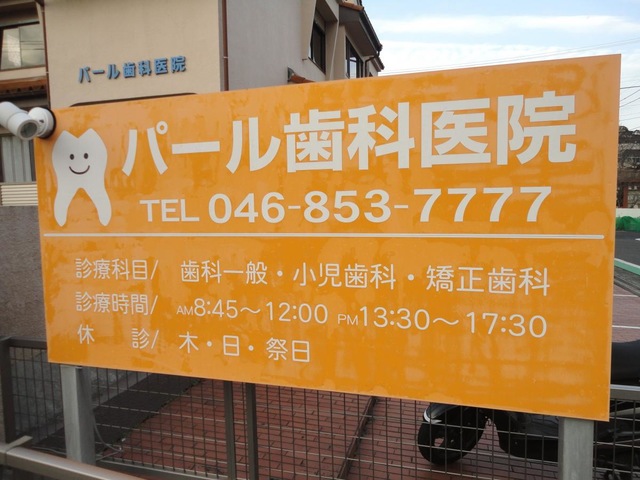 パール歯科医院
パール歯科医院
TEL 046-853-7777
診療科目/ 歯科一般・小児歯科・矯正歯科
診療時間/ AM8:45～12:00 PM13:30～17:30
休 診/ 木・日・祭日